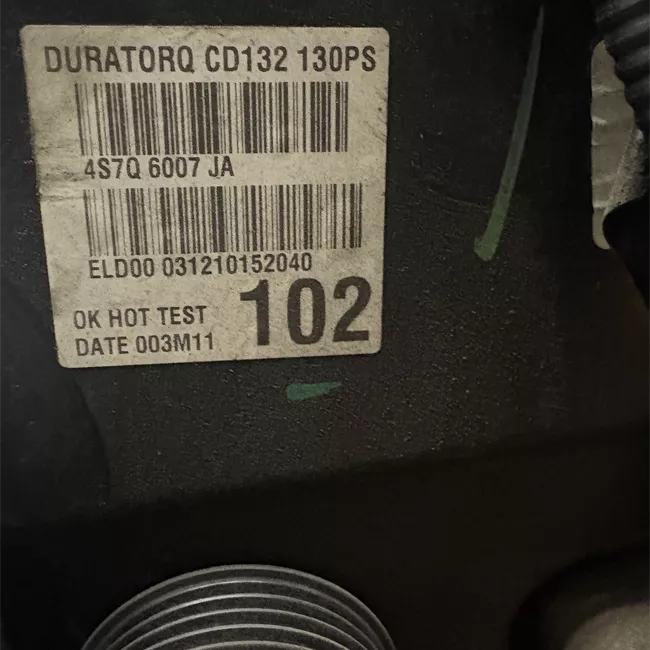 DURATORQ CD132 130PS
4S7Q 6007 JA
ELD00 031210152040
OK HOT TEST
DATE 003M11
102